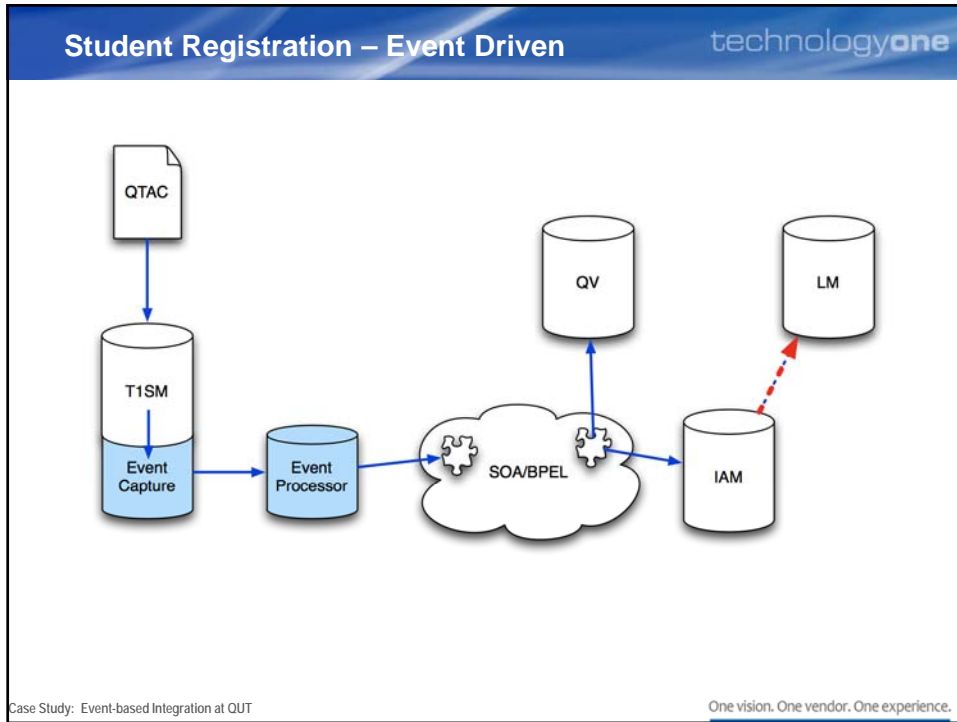 Student Registration – Event Driven
technologyone
QTAC
QV
LM
T1SM
Event
Capture
Event
Processor
SOA/BPEL
IAM
Case Study: Event-based Integration at QUT
One vision. One vendor. One experience.